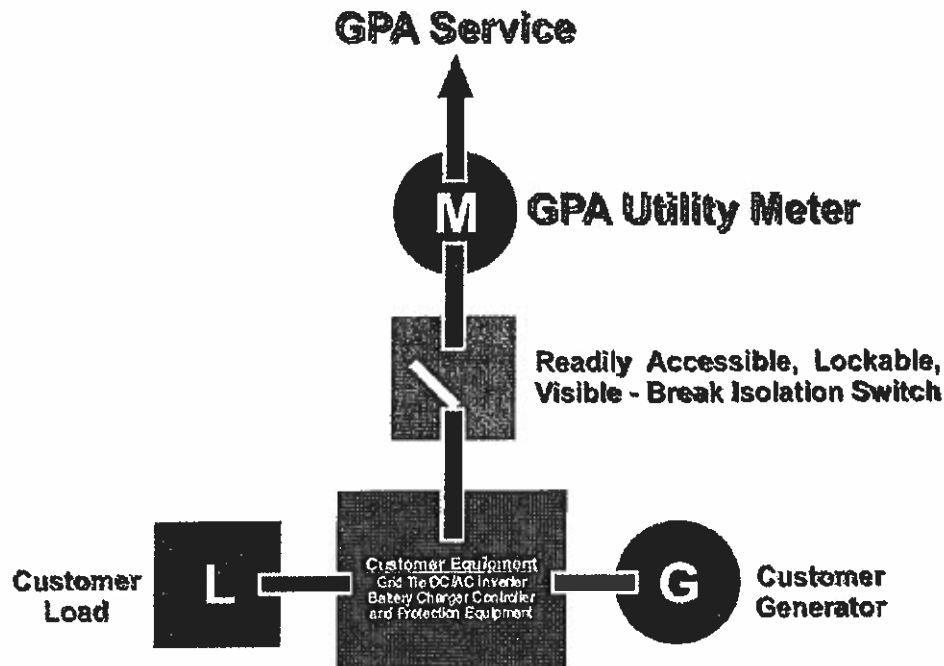 GPA Service
M
GPA Utility Meter
Readily Accessible, Lockable,
Visible - Break Isolation Switch
Customer Equipment
Grid Tie DC/AC Inverter
Battery Charger Controller
and Protection Equipment
L
G
Customer
Load
Customer
Generator